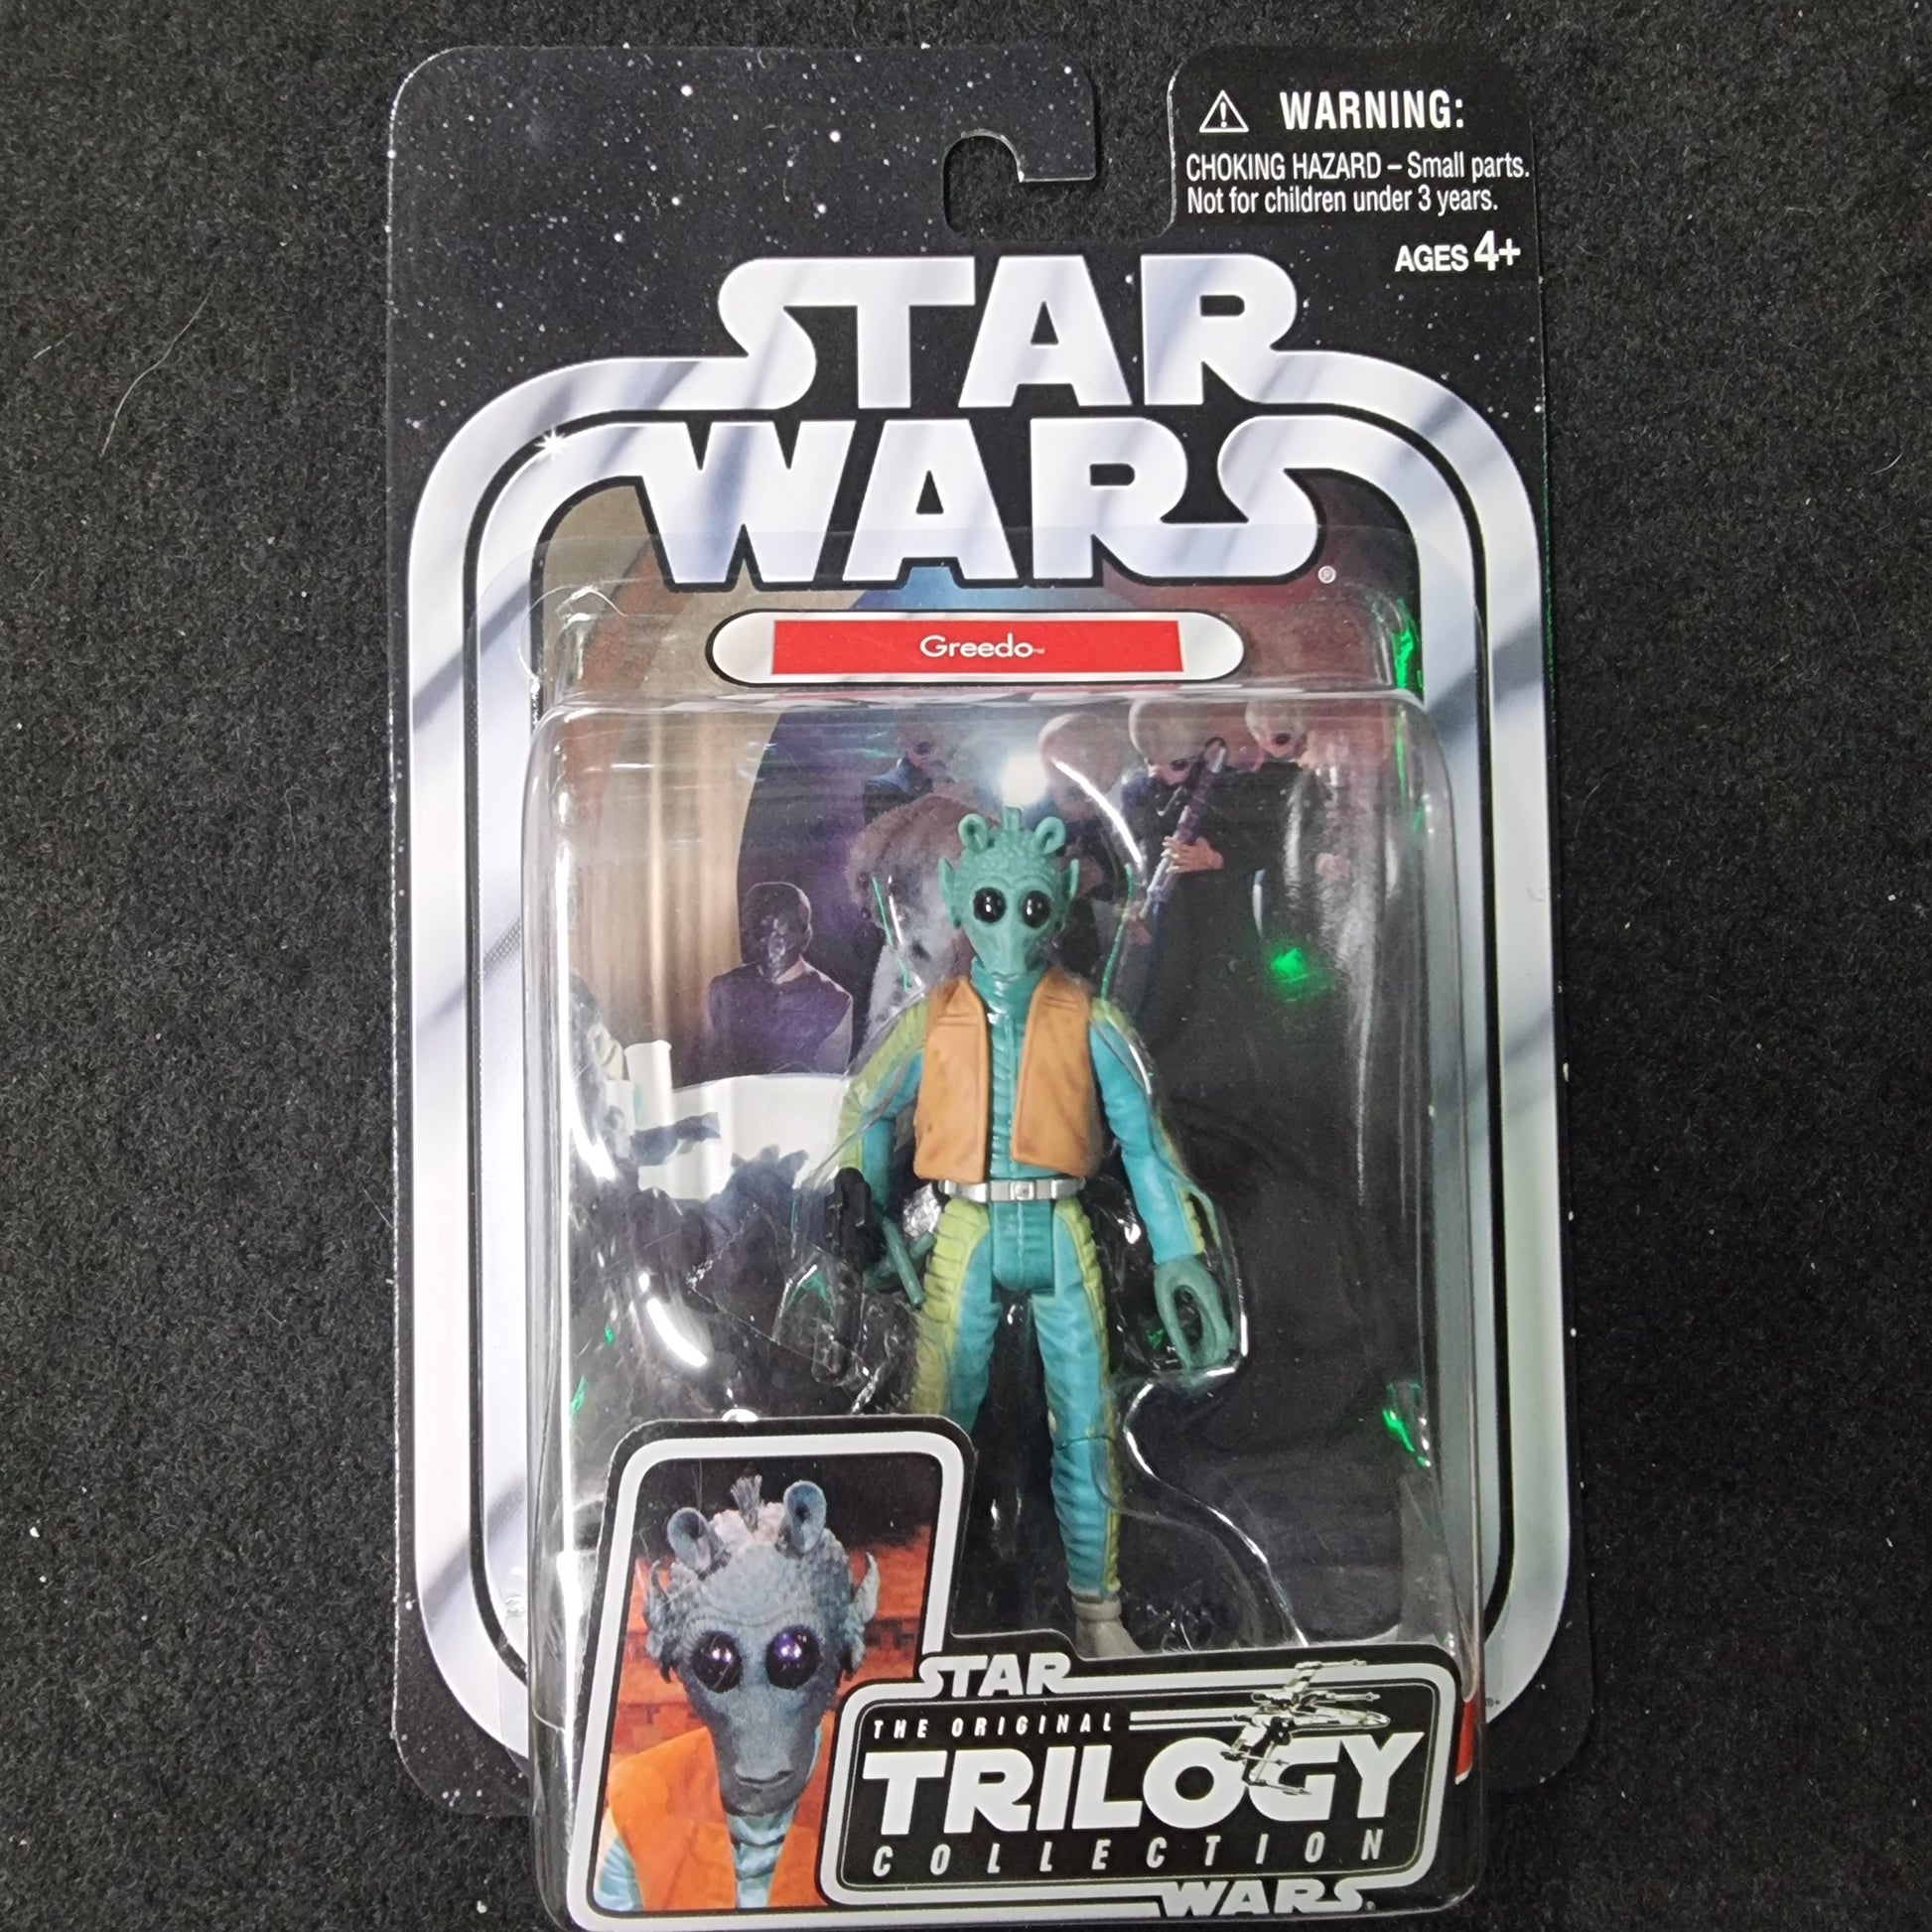 WARNING:
CHOKING HAZARD – Small parts.
Not for children under 3 years.
AGES 4+
STAR
WARS®
Greedo™
STAR
THE ORIGINAL
TRILOGY
COLLECTION
WARS®